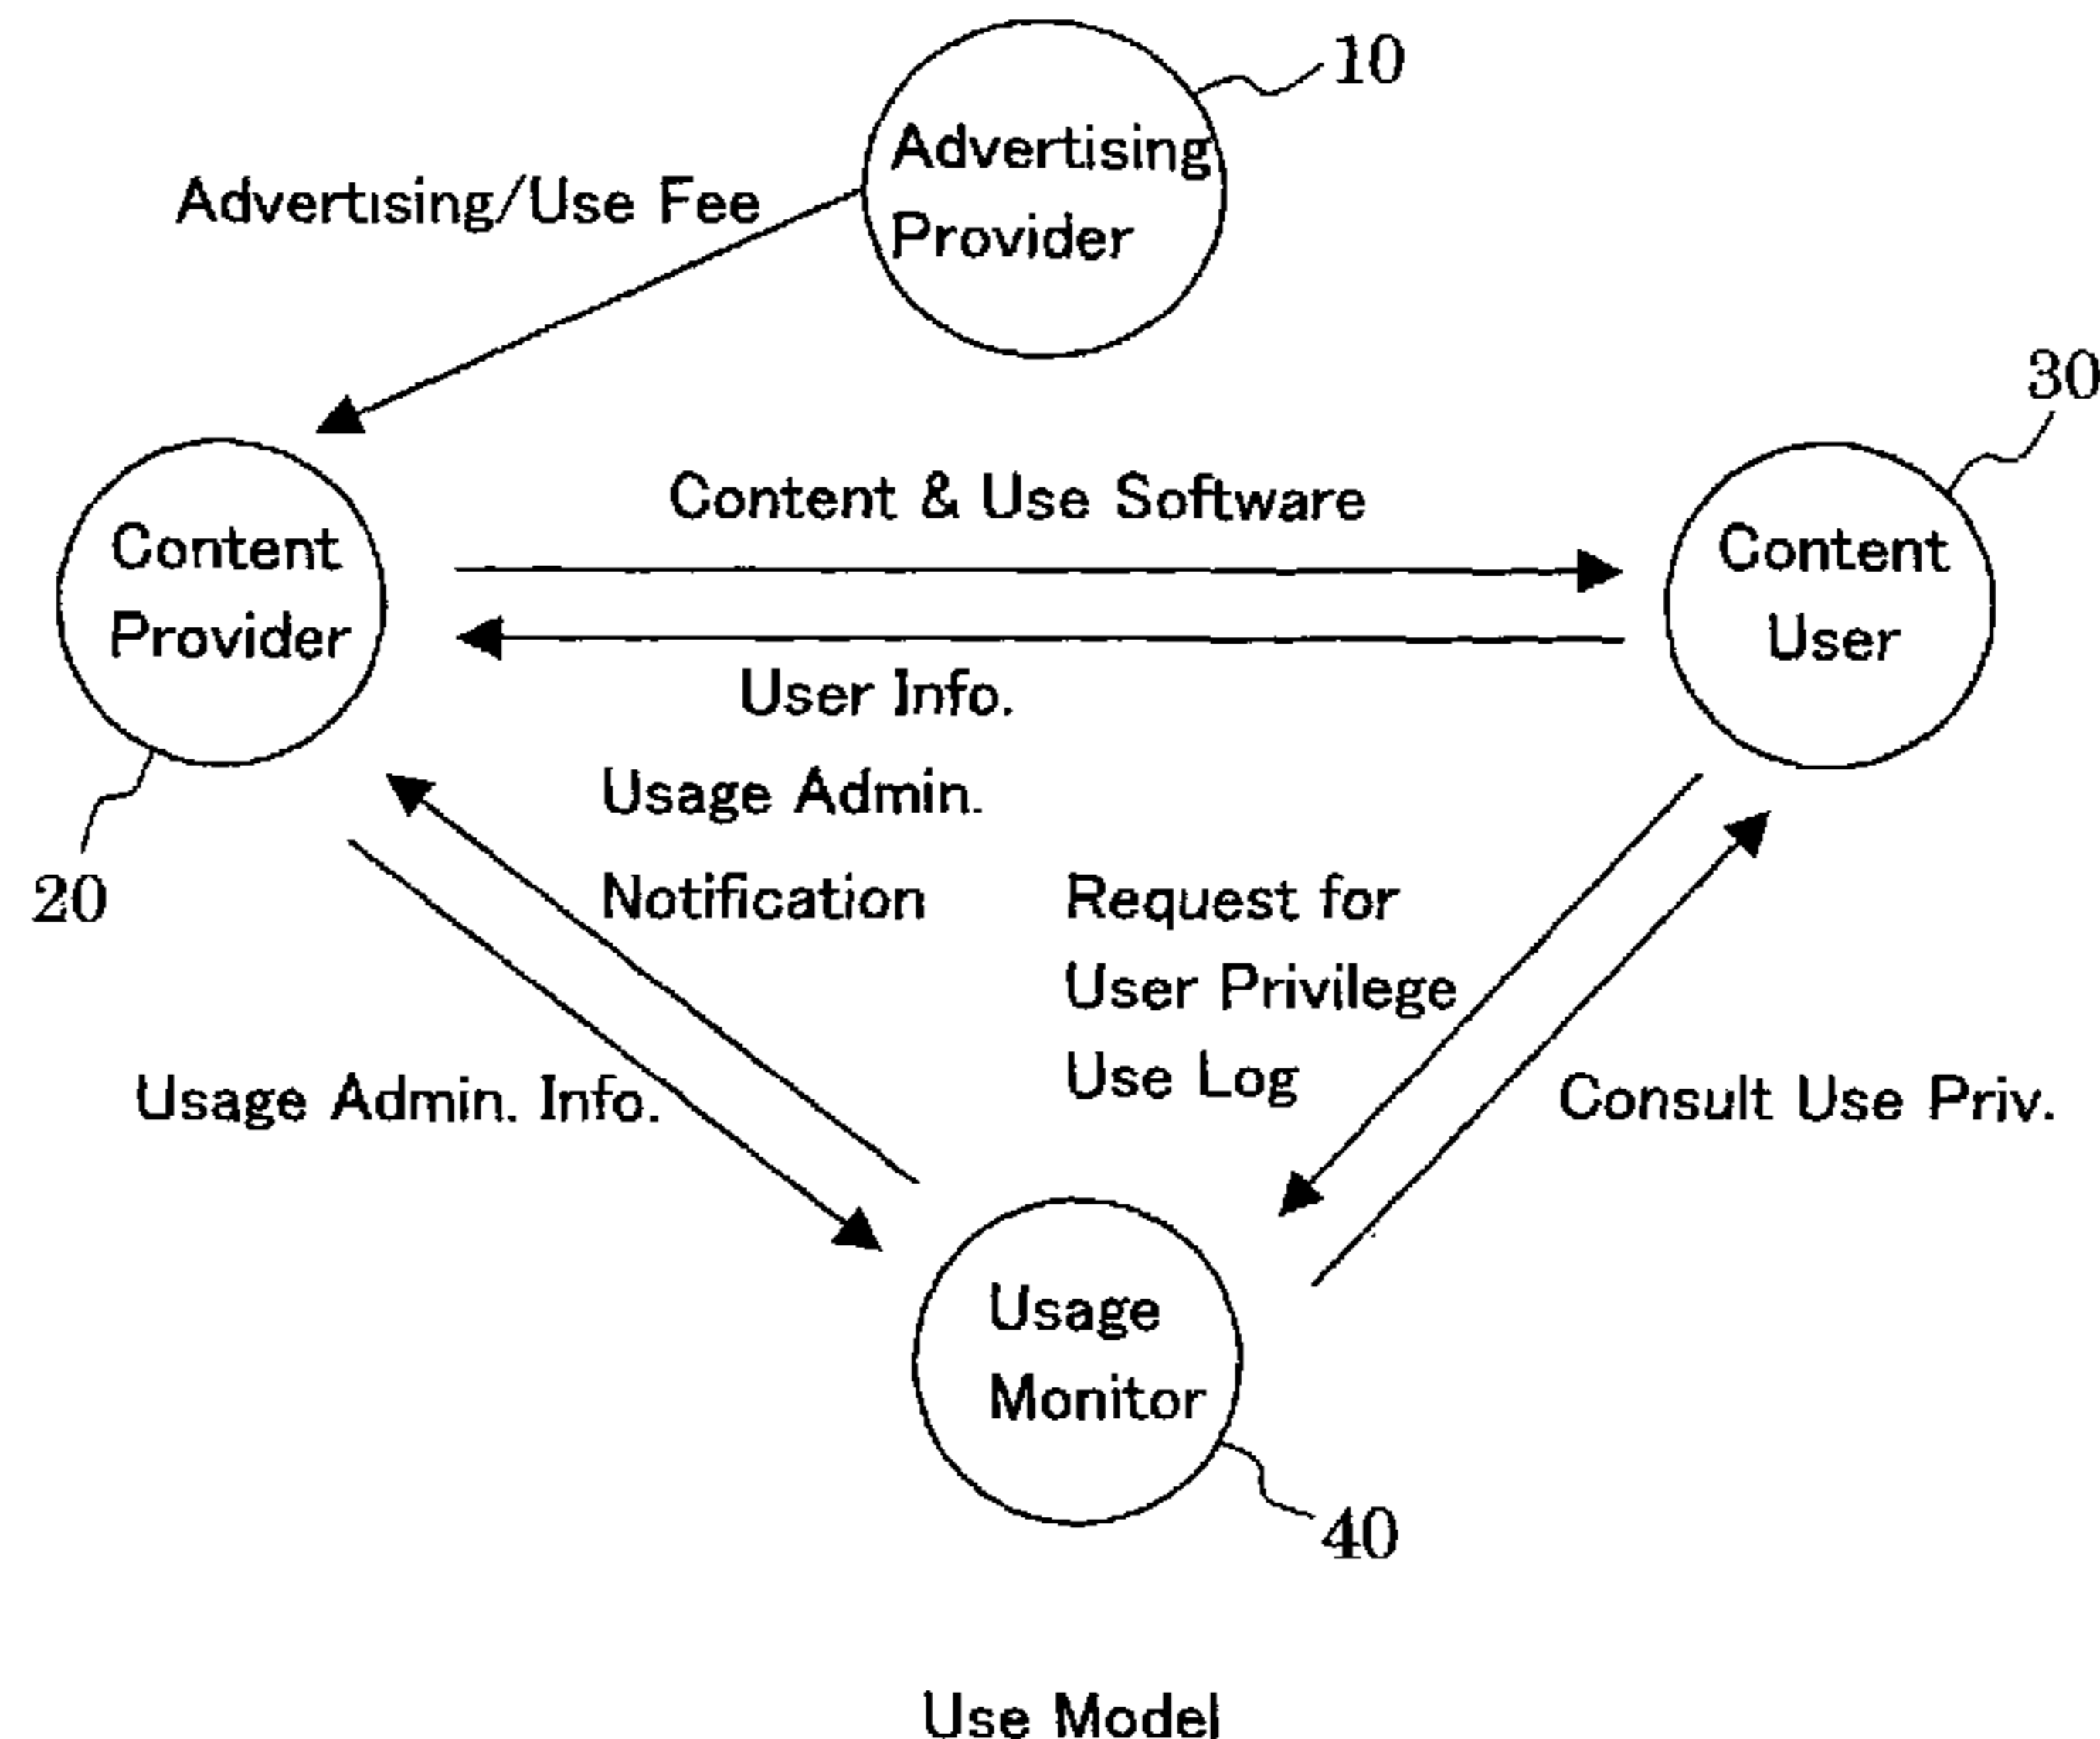 10
Advertising
Provider
Advertising/Use Fee
30
Content & Use Software
Content
Provider
Content
User
User Info.
20
Usage Admin.
Notification
Request for
User Privilege
Use Log
Usage Admin. Info.
Consult Use Priv.
Usage
Monitor
40
Use Model